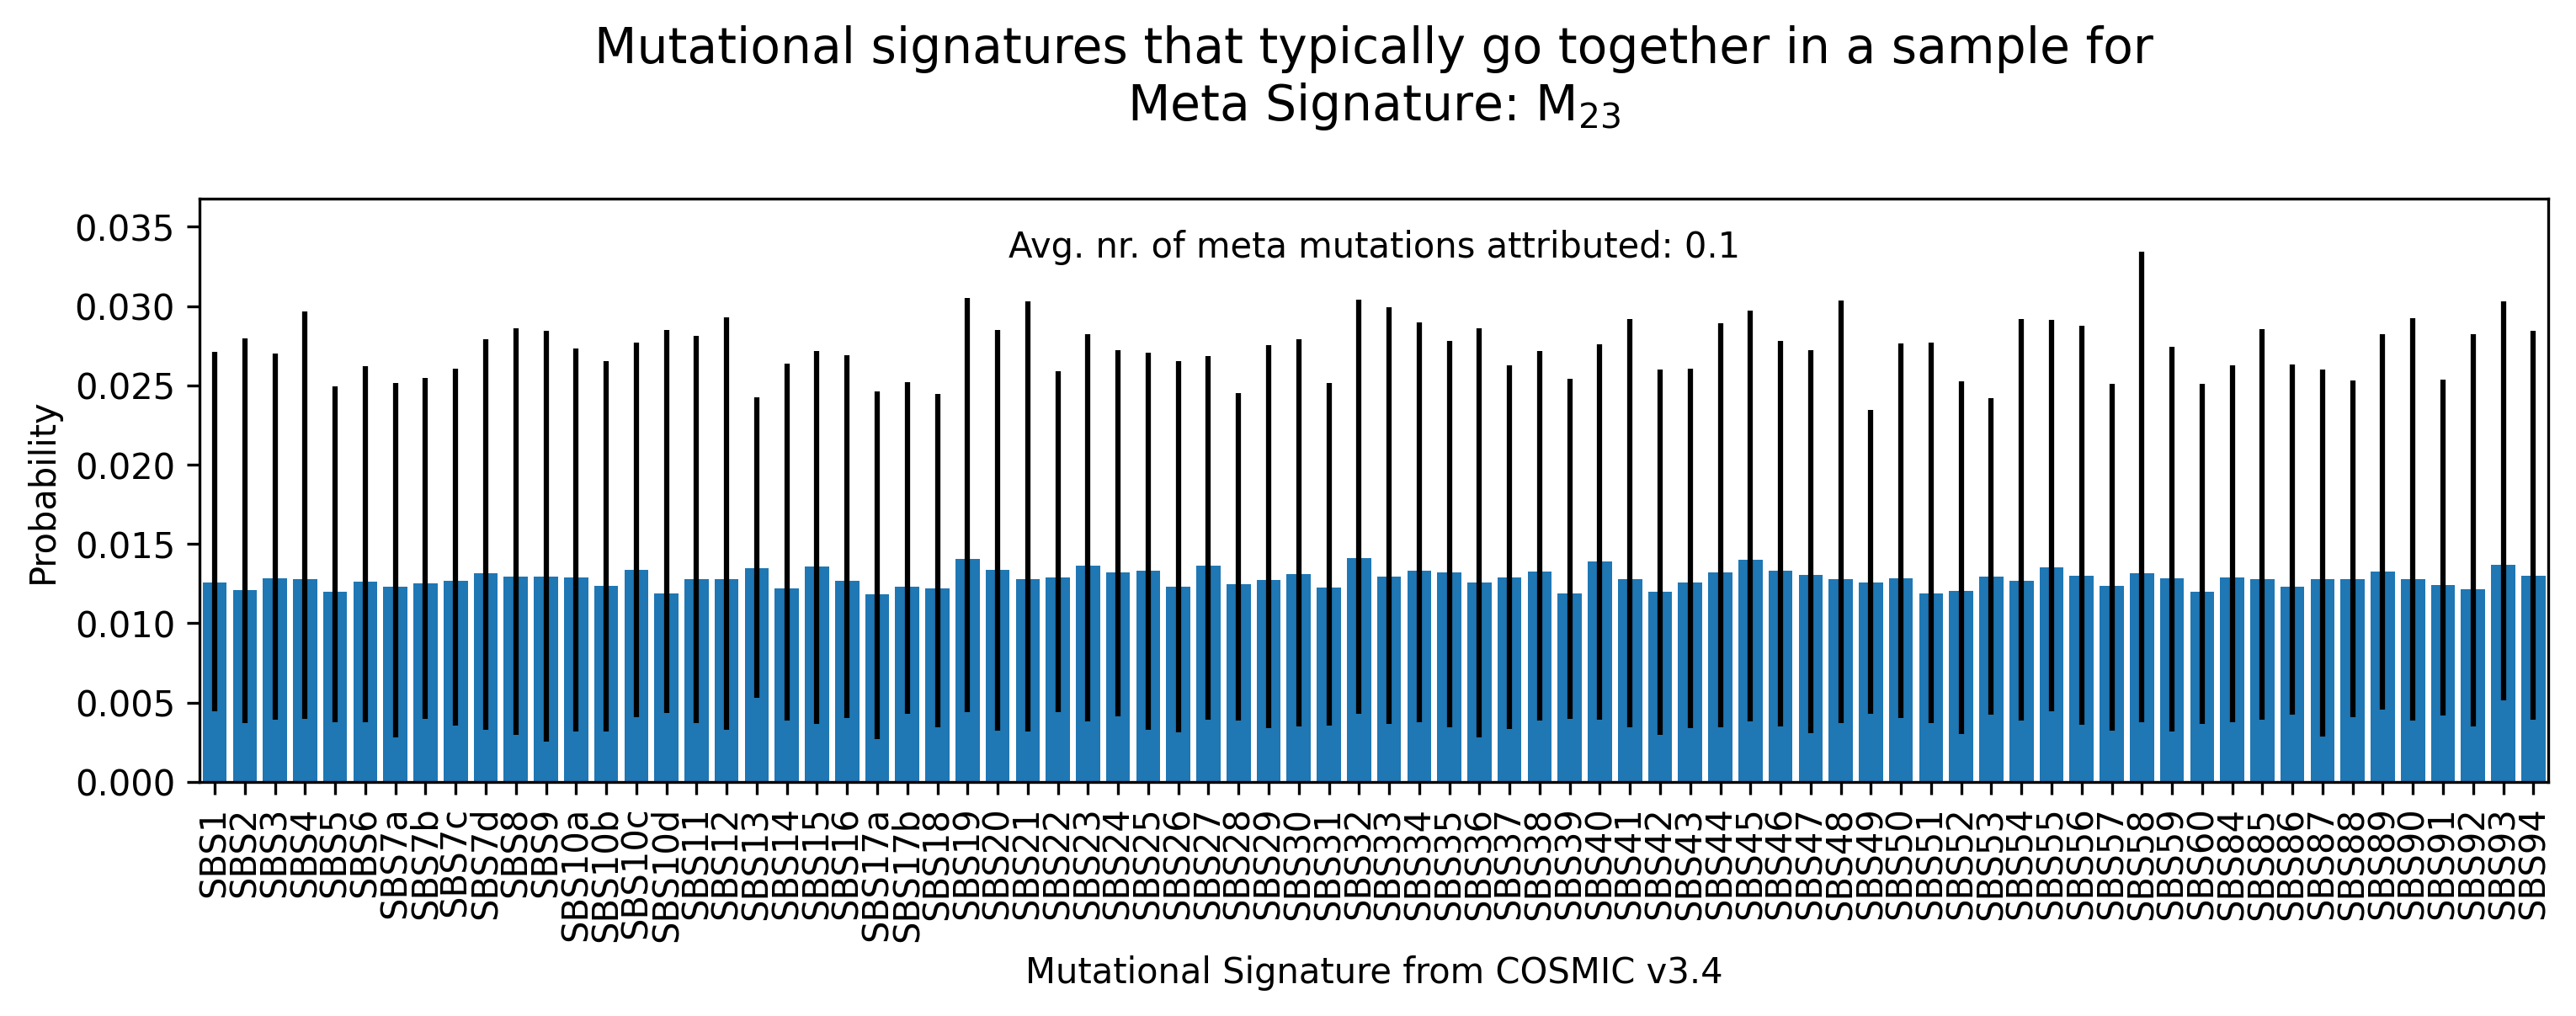 Mutational signatures that typically go together in a sample for
Meta Signature: M₂₃
Avg. nr. of meta mutations attributed: 0.1
0.035
0.030
0.025
0.020
0.015
0.010
0.005
0.000
Probability
SBS1
SBS2
SBS3
SBS4
SBS5
SBS6
SBS7a
SBS7b
SBS7c
SBS7d
SBS8
SBS9
SBS10a
SBS10b
SBS10c
SBS10d
SBS11
SBS12
SBS13
SBS14
SBS15
SBS16
SBS17a
SBS17b
SBS18
SBS19
SBS20
SBS21
SBS22
SBS23
SBS24
SBS25
SBS26
SBS27
SBS28
SBS29
SBS30
SBS31
SBS32
SBS33
SBS34
SBS35
SBS36
SBS37
SBS38
SBS39
SBS40
SBS41
SBS42
SBS43
SBS44
SBS45
SBS46
SBS47
SBS48
SBS49
SBS50
SBS51
SBS52
SBS53
SBS54
SBS55
SBS56
SBS57
SBS58
SBS59
SBS60
SBS84
SBS85
SBS86
SBS87
SBS88
SBS89
SBS90
SBS91
SBS92
SBS93
SBS94
Mutational Signature from COSMIC v3.4